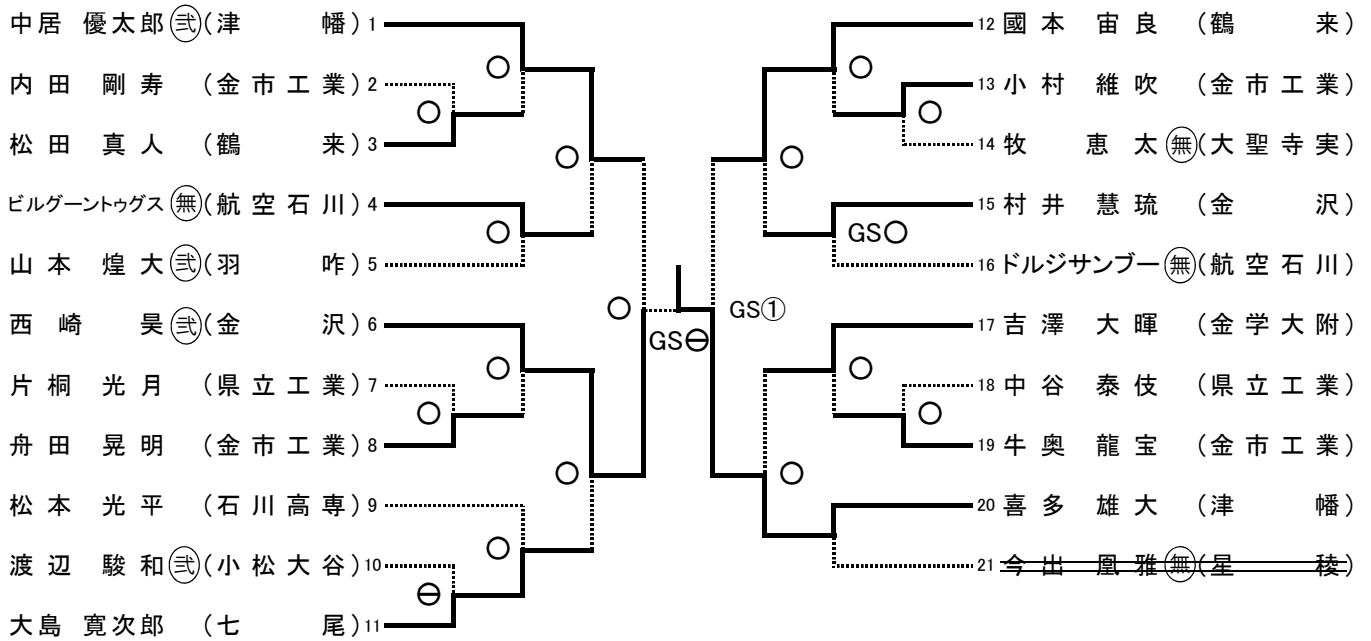 中居 優太郎 弐 (津 幡) 1
内田 剛寿 (金市工業) 2
松田 真人 (鶴 来) 3
ビルグーントゥグス 無 (航空石川) 4
山本 煌大 弐 (羽 咋) 5
西崎 昊 弐 (金 沢) 6
片桐 光月 (県立工業) 7
舟田 晃明 (金市工業) 8
松本 光平 (石川高専) 9
渡辺 駿和 弐 (小松大谷) 10
大島 寛次郎 (七 尾) 11
GS⊖
GS①
12 國本 宙良 (鶴 来)
13 小村 維吹 (金市工業)
14 牧 恵太 無 (大聖寺実)
15 村井 慧琉 (金 沢)
GS○
16 ドルジサンブー 無 (航空石川)
17 吉澤 大暉 (金学大附)
18 中谷 泰伎 (県立工業)
19 牛奥 龍宝 (金市工業)
20 喜多 雄大 (津 幡)
21 今出 凰雅 無 (星 稜)